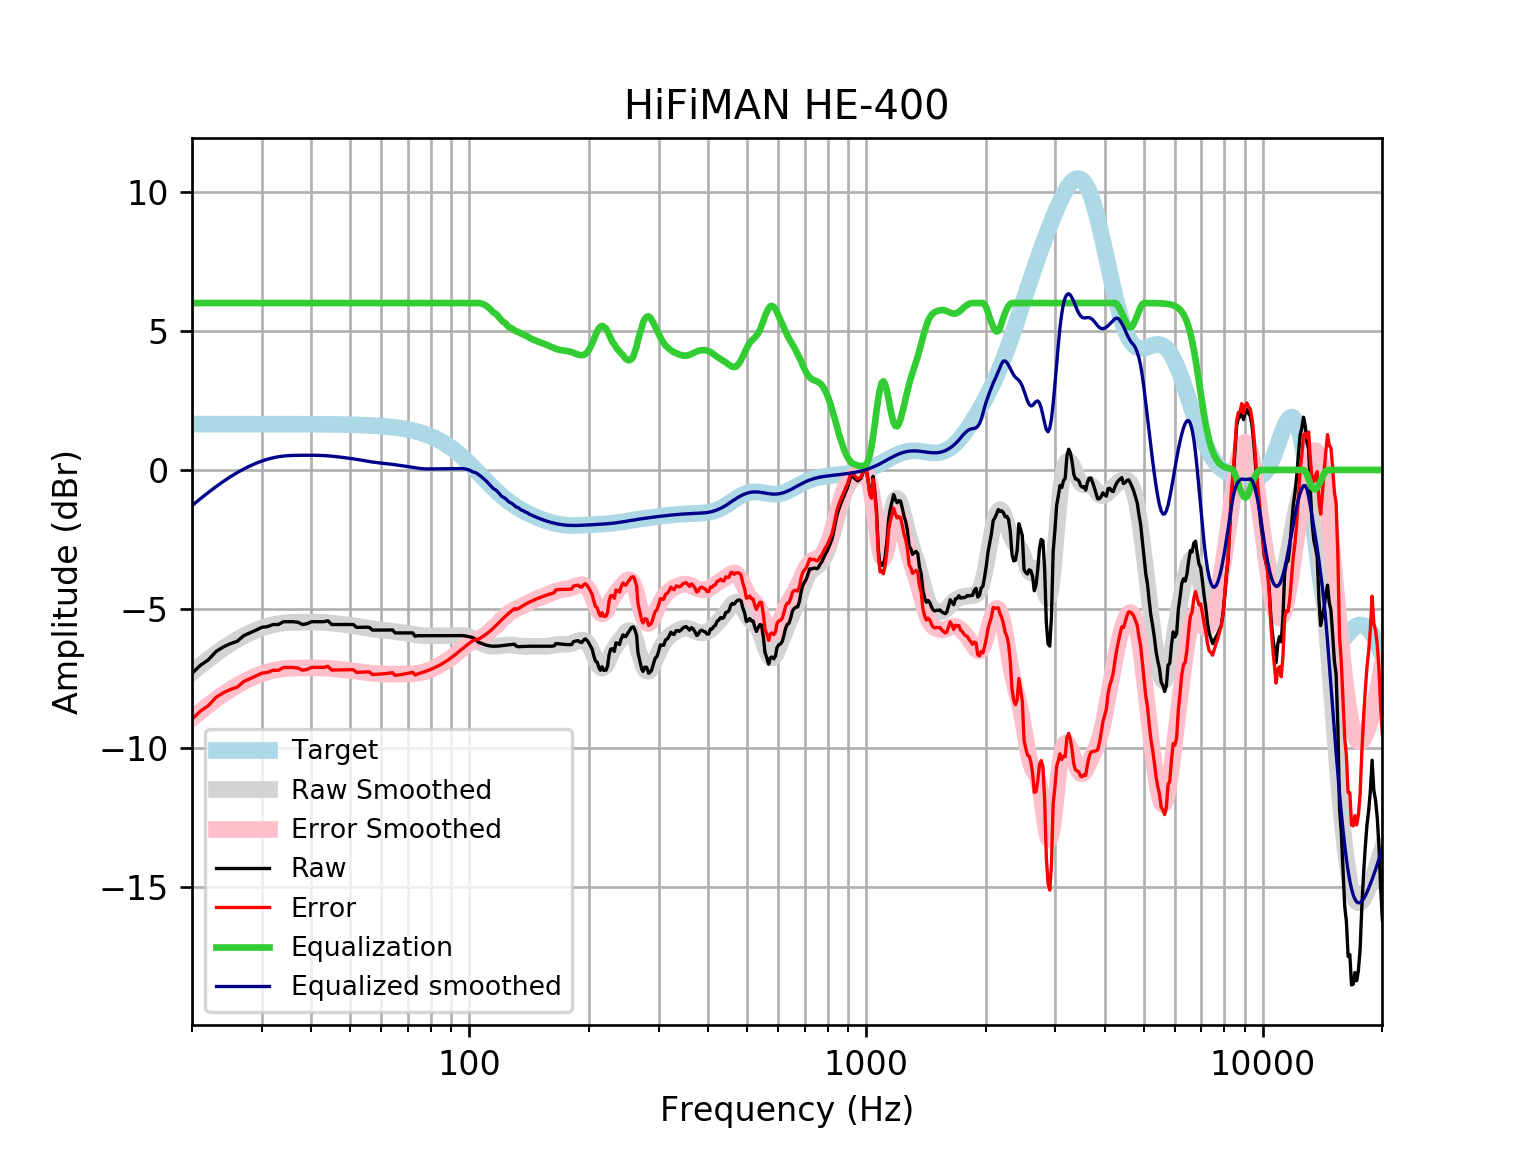 HiFiMAN HE-400
Amplitude (dBr)
10
5
0
−5
−10
−15
Target
Raw Smoothed
Error Smoothed
Raw
Error
Equalization
Equalized smoothed
100 1000 10000
Frequency (Hz)